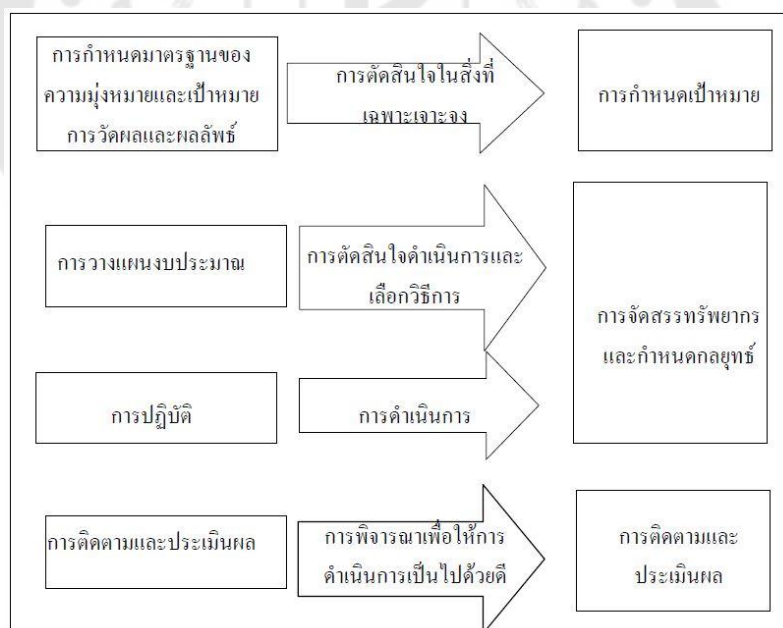 การกำหนดมาตรฐานของ
ความมุ่งหมายและเป้าหมาย
การวัดผลและผลลัพธ์
การตัดสินใจในสิ่งที่
เฉพาะเจาะจง
การกำหนดเป้าหมาย
การวางแผนงบประมาณ
การตัดสินใจดำเนินการและ
เลือกวิธีการ
การจัดสรรทรัพยากร
และกำหนดกลยุทธ์
การปฏิบัติ
การดำเนินการ
การติดตามและประเมินผล
การพิจารณาเพื่อให้การ
ดำเนินการเป็นไปด้วยดี
การติดตามและ
ประเมินผล